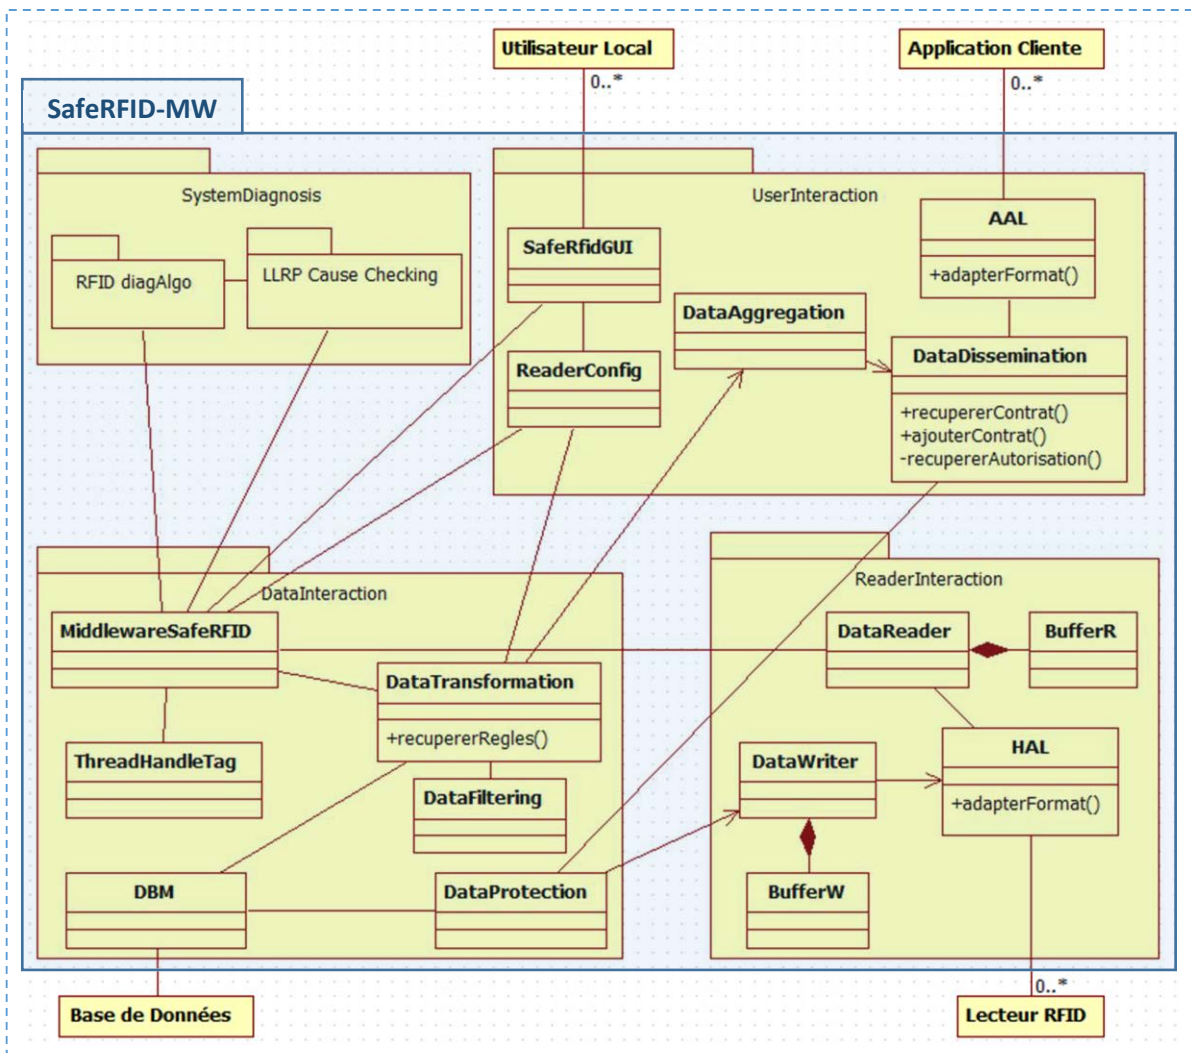 Utilisateur Local
Application Cliente
0..*
0..*
SafeRFID-MW
SystemDiagnosis
UserInteraction
RFID diagAlgo
LLRP Cause Checking
SafeRfidGUI
AAL
+adapterFormat()
ReaderConfig
DataAggregation
DataDissemination
+recupererContrat()
+ajouterContrat()
-recupererAutorisation()
DataInteraction
ReaderInteraction
MiddlewareSafeRFID
DataTransformation
+recupererRegles()
ThreadHandleTag
DataFiltering
DBM
DataProtection
DataReader
BufferR
DataWriter
HAL
+adapterFormat()
BufferW
0..*
Base de Données
Lecteur RFID